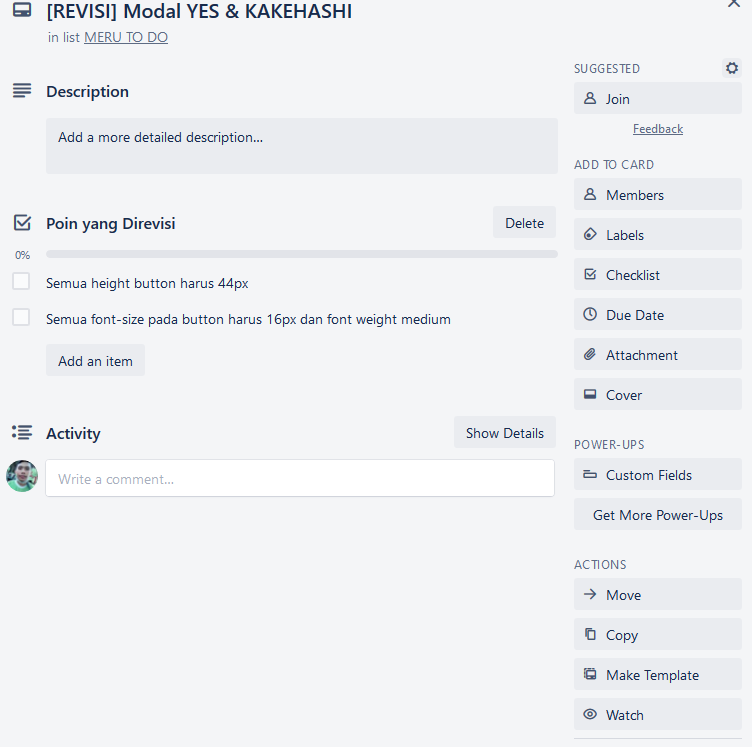 [REVISI] Modal YES & KAKEHASHI
in list MERU TO DO
Description
Add a more detailed description...
Poin yang Direvisi
Delete
0%
Semua height button harus 44px
Semua font-size pada button harus 16px dan font weight medium
Add an item
Activity
Show Details
Write a comment...
SUGGESTED
Join
Feedback
ADD TO CARD
Members
Labels
Checklist
Due Date
Attachment
Cover
POWER-UPS
Custom Fields
Get More Power-Ups
ACTIONS
Move
Copy
Make Template
Watch